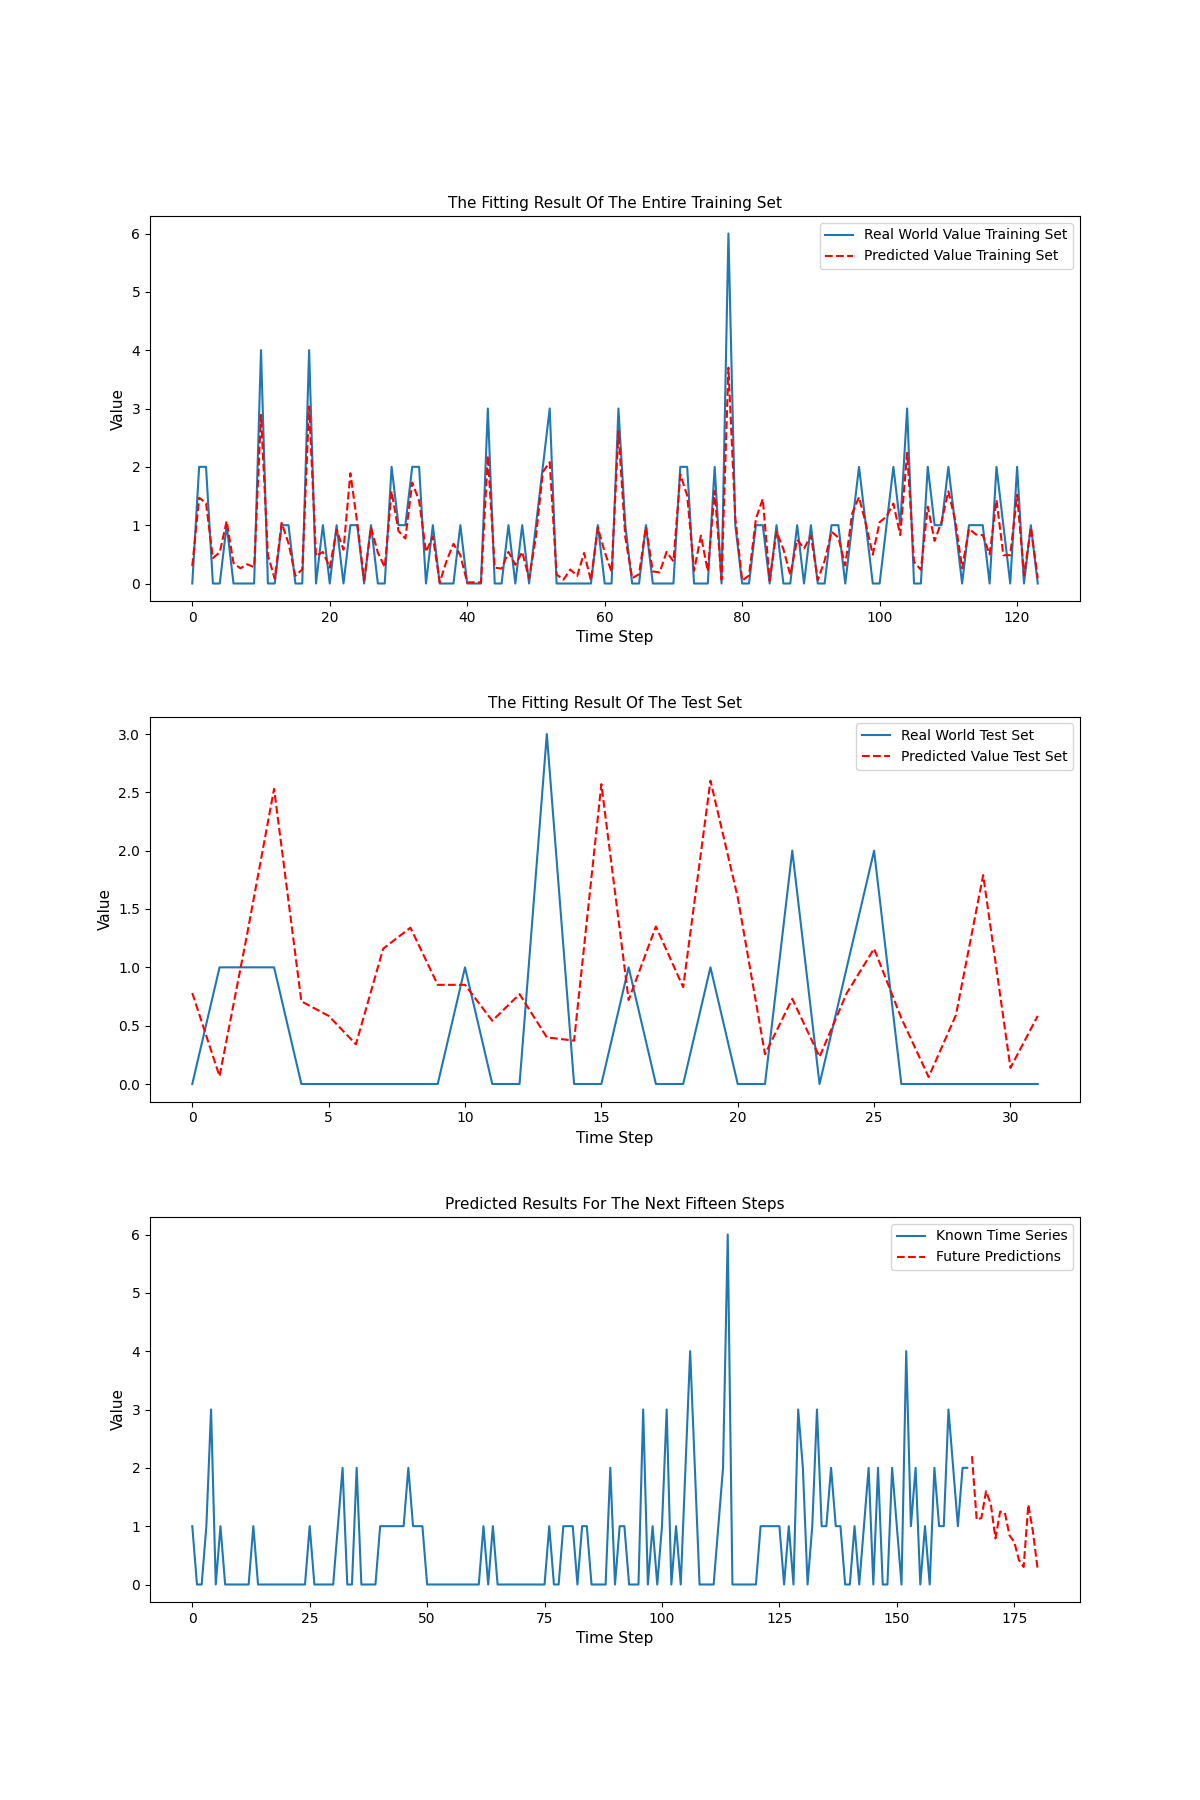 The Fitting Result Of The Entire Training Set
Real World Value Training Set
Predicted Value Training Set
6
5
4
3
2
1
0
Value
0 20 40 60 80 100 120
Time Step
The Fitting Result Of The Test Set
Real World Test Set
Predicted Value Test Set
3.0
2.5
2.0
1.5
1.0
0.5
0.0
Value
0 5 10 15 20 25 30
Time Step
Predicted Results For The Next Fifteen Steps
Known Time Series
Future Predictions
6
5
4
3
2
1
0
Value
0 25 50 75 100 125 150 175
Time Step